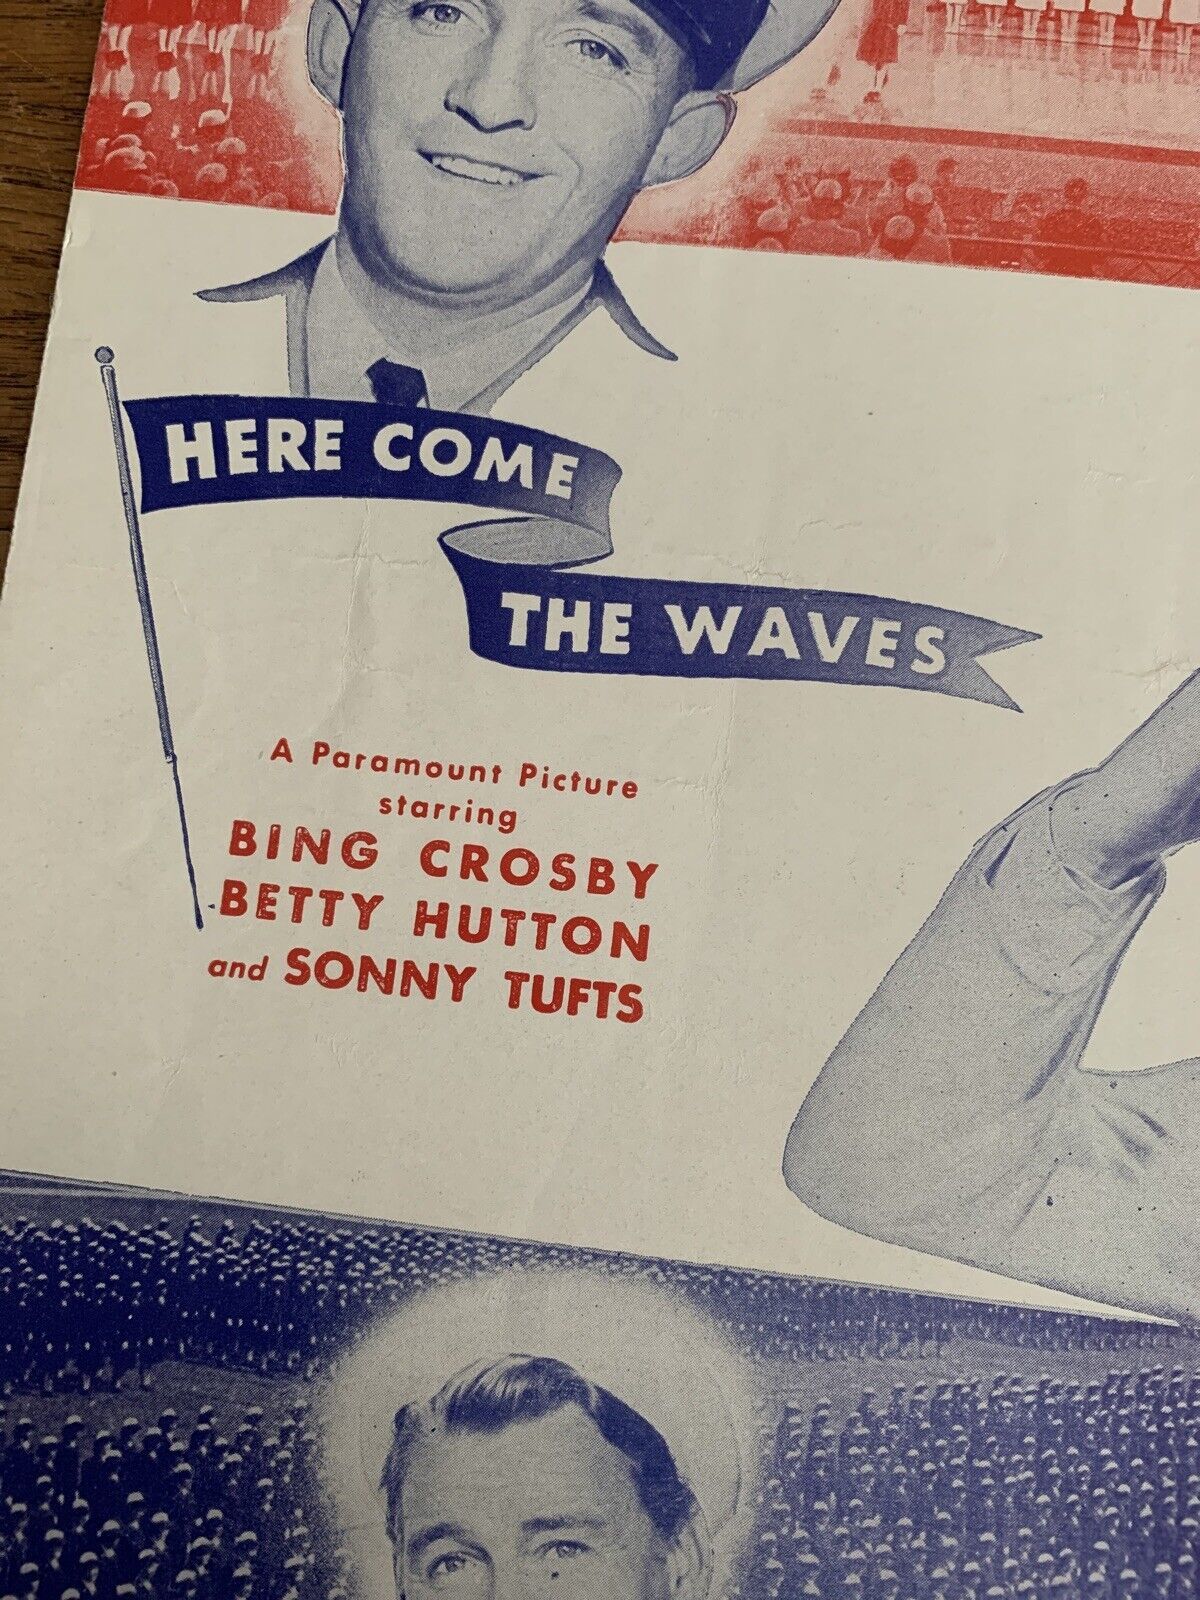 HERE COME
THE WAVES
A Paramount Picture
starring
BING CROSBY
BETTY HUTTON
and SONNY TUFTS